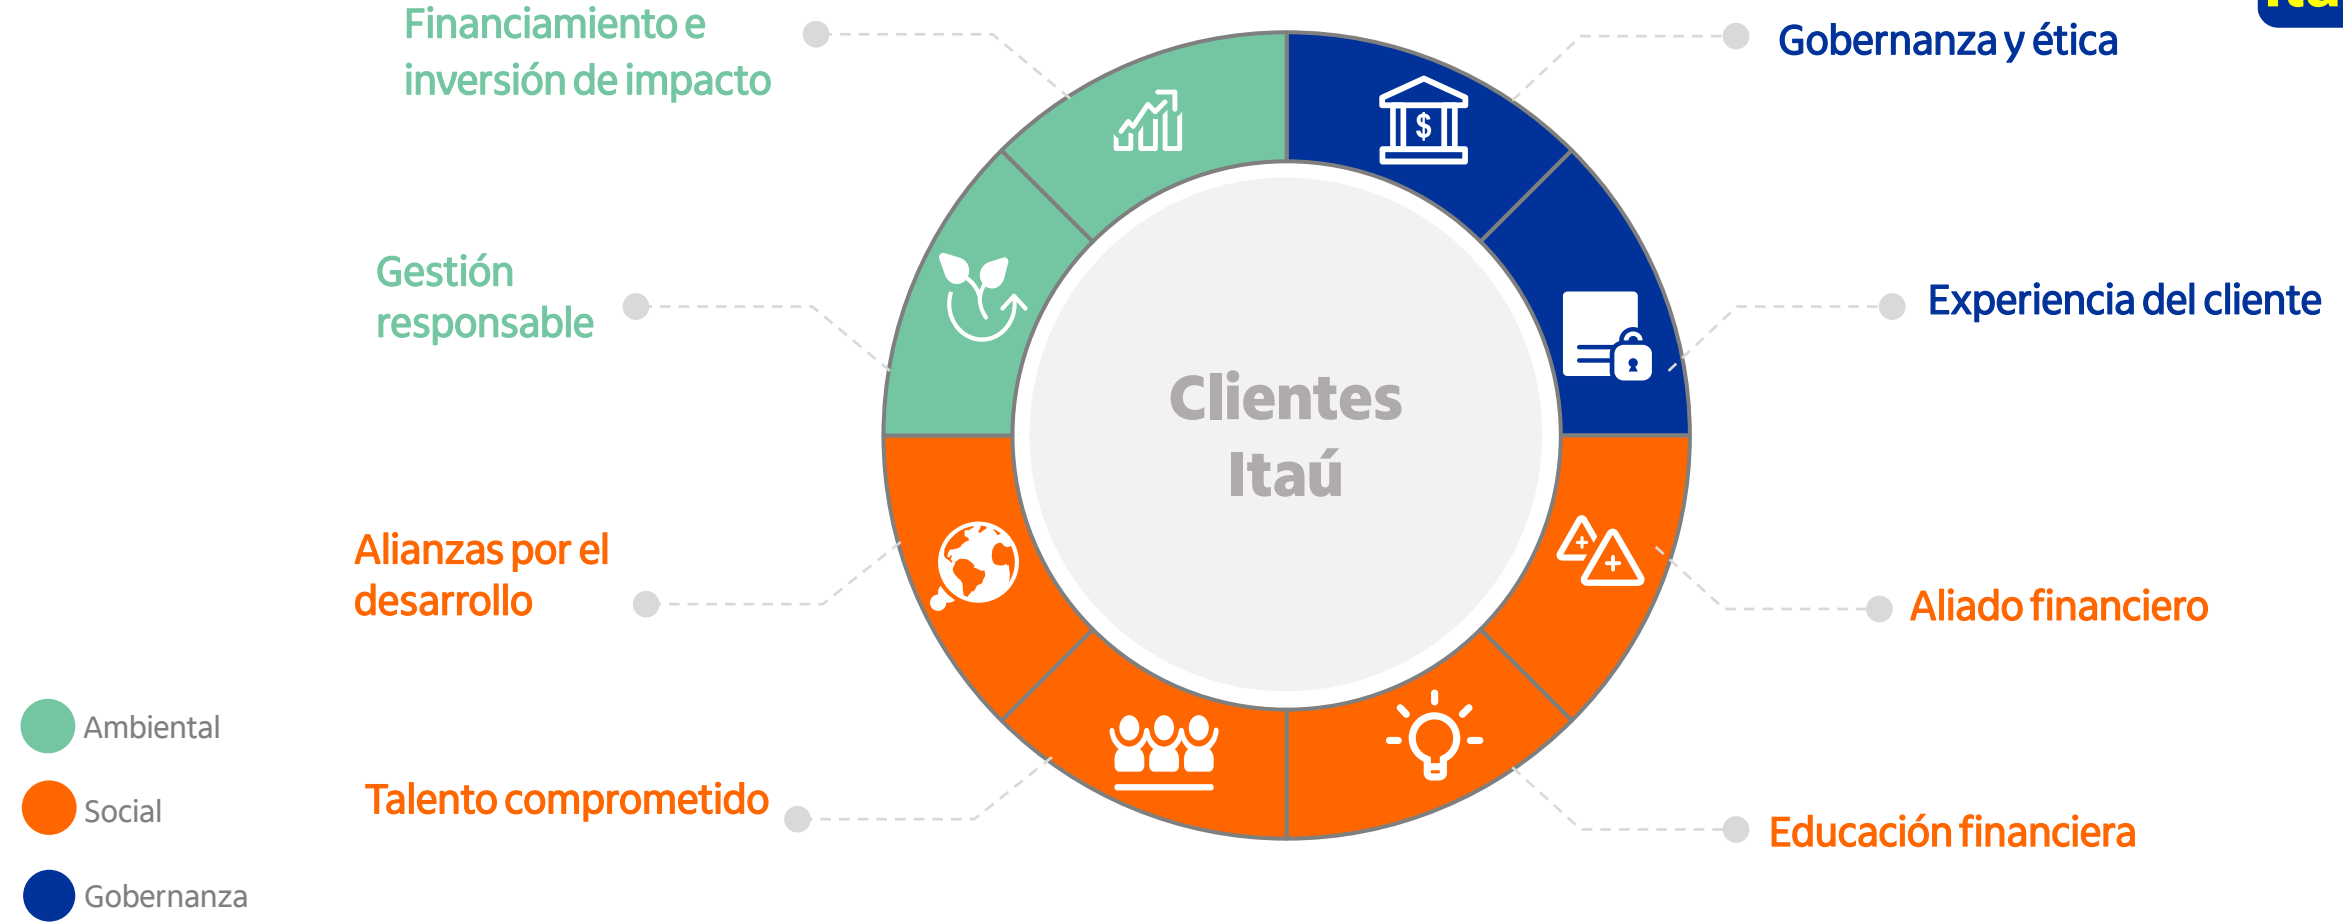 Financiamiento e
inversión de impacto
Gobernanza y ética
$
Gestión
responsable
Experiencia del cliente
Clientes
Itaú
Alianzas por el
desarrollo
Aliado financiero
Talento comprometido
Educación financiera
Ambiental
Social
Gobernanza